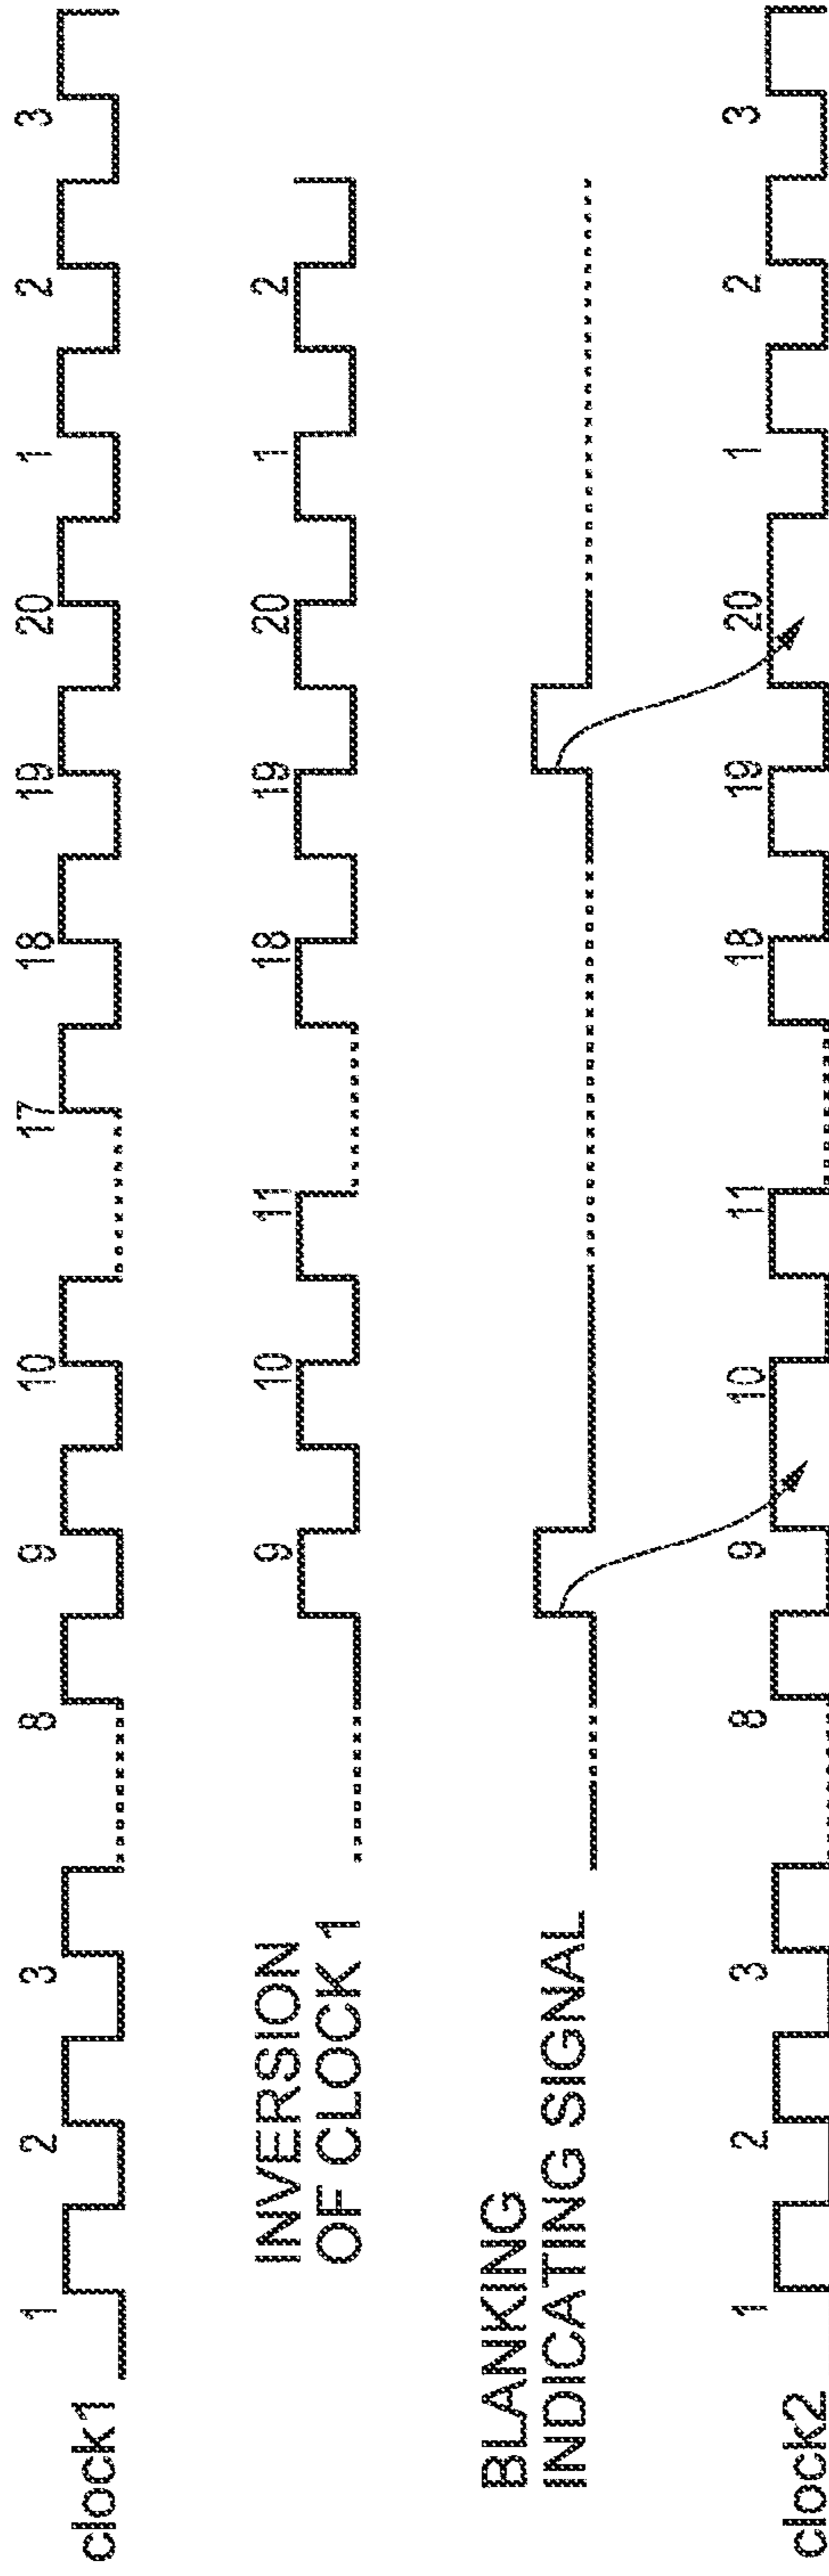 clock1
1 2 3 8 9 10 17 18 19 20 1 2 3
INVERSION
OF CLOCK 1
9 10 11 18 19 20 1 2
BLANKING
INDICATING SIGNAL
clock2
1 2 3 8 9 10 11 18 19 20 1 2 3